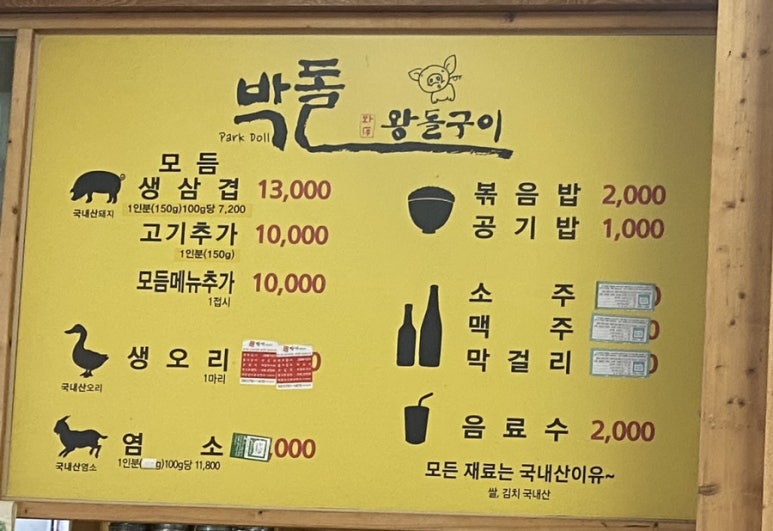 박돌
Park Doll
왕돌구이
모듬
생삼겹 13,000
국내산돼지
1인분(150g)100g당 7,200
고기추가 10,000
1인분(150g)
모듬메뉴추가 10,000
1접시
생오리 0
1마리
국내산오리
염소 ,000
국내산염소
1인분( g)100g당 11,800
볶음밥 2,000
공기밥 1,000
소주 0
맥주 0
막걸리 0
음료수 2,000
모든 재료는 국내산이유~
쌀, 김치 국내산